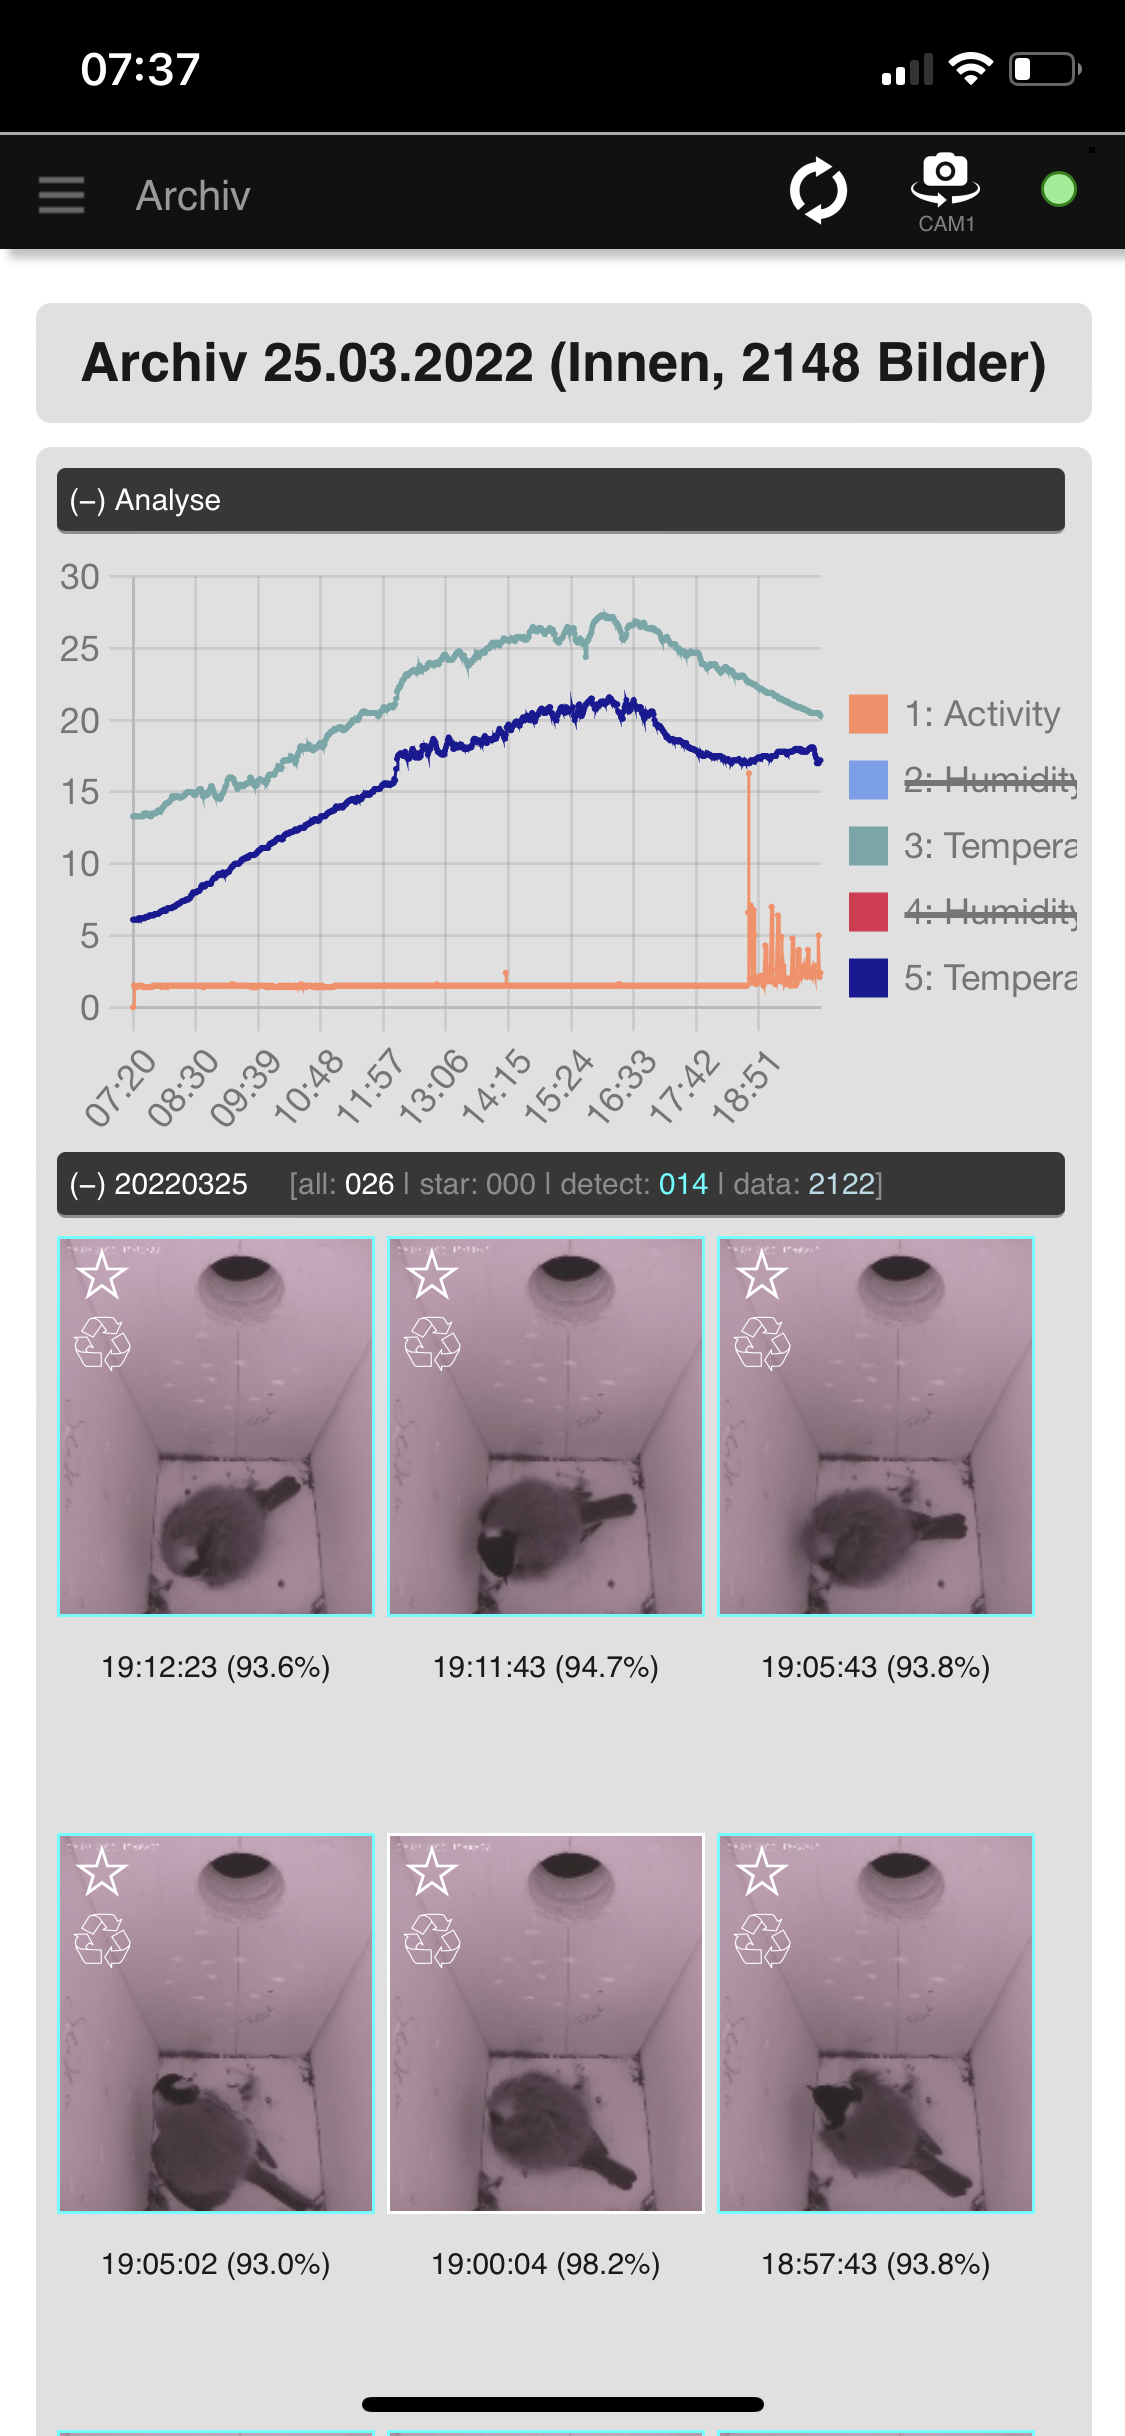 07:37
Archiv
CAM1
Archiv 25.03.2022 (Innen, 2148 Bilder)
(−) Analyse
30
25
20
15
10
5
0
07:20
08:30
09:39
10:48
11:57
13:06
14:15
15:24
16:33
17:42
18:51
1: Activity
2: Humidity
3: Tempera
4: Humidity
5: Tempera
(−) 20220325 [all: 026 | star: 000 | detect: 014 | data: 2122]
19:12:23 (93.6%) 19:11:43 (94.7%) 19:05:43 (93.8%)
19:05:02 (93.0%) 19:00:04 (98.2%) 18:57:43 (93.8%)